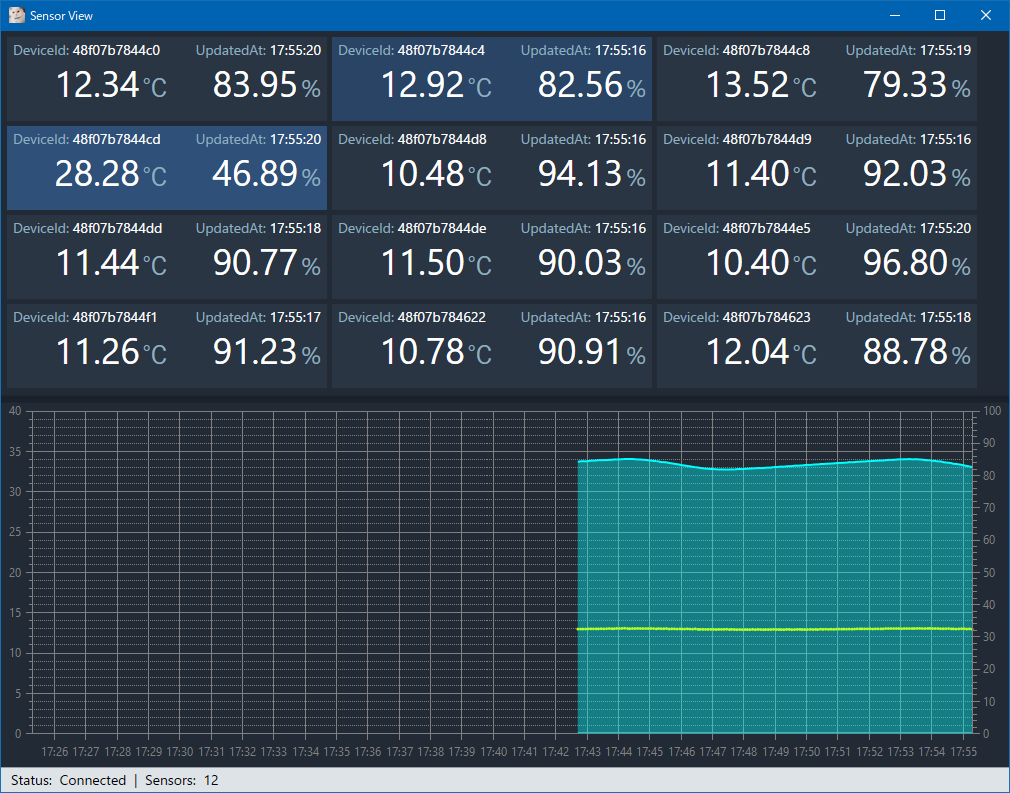 Sensor View
DeviceId: 48f07b7844c0 UpdatedAt: 17:55:20
12.34 °C 83.95 %
DeviceId: 48f07b7844c4 UpdatedAt: 17:55:16
12.92 °C 82.56 %
DeviceId: 48f07b7844c8 UpdatedAt: 17:55:19
13.52 °C 79.33 %
DeviceId: 48f07b7844cd UpdatedAt: 17:55:20
28.28 °C 46.89 %
DeviceId: 48f07b7844d8 UpdatedAt: 17:55:16
10.48 °C 94.13 %
DeviceId: 48f07b7844d9 UpdatedAt: 17:55:16
11.40 °C 92.03 %
DeviceId: 48f07b7844dd UpdatedAt: 17:55:18
11.44 °C 90.77 %
DeviceId: 48f07b7844de UpdatedAt: 17:55:16
11.50 °C 90.03 %
DeviceId: 48f07b7844e5 UpdatedAt: 17:55:20
10.40 °C 96.80 %
DeviceId: 48f07b7844f1 UpdatedAt: 17:55:17
11.26 °C 91.23 %
DeviceId: 48f07b784622 UpdatedAt: 17:55:16
10.78 °C 90.91 %
DeviceId: 48f07b784623 UpdatedAt: 17:55:18
12.04 °C 88.78 %
40
35
30
25
20
15
10
5
0
100
90
80
70
60
50
40
30
20
10
0
17:26 17:27 17:28 17:29 17:30 17:31 17:32 17:33 17:34 17:35 17:36 17:37 17:38 17:39 17:40 17:41 17:42 17:43 17:44 17:45 17:46 17:47 17:48 17:49 17:50 17:51 17:52 17:53 17:54 17:55
Status: Connected | Sensors: 12